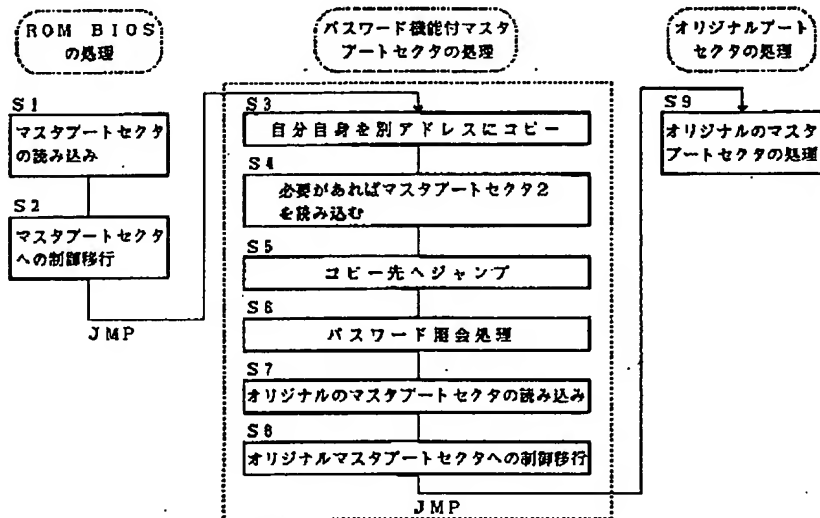 ROM BIOS
の処理
S1
マスタブートセクタ
の読み込み
S2
マスタブートセクタ
への制御移行
JMP
パスワード機能付マスタ
ブートセクタの処理
S3
自分自身を別アドレスにコピー
S4
必要があればマスタブートセクタ2
を読み込む
S5
コピー先へジャンプ
S6
パスワード照会処理
S7
オリジナルのマスタブートセクタの読み込み
S8
オリジナルマスタブートセクタへの制御移行
JMP
オリジナルブート
セクタの処理
S9
オリジナルのマスタ
ブートセクタの処理